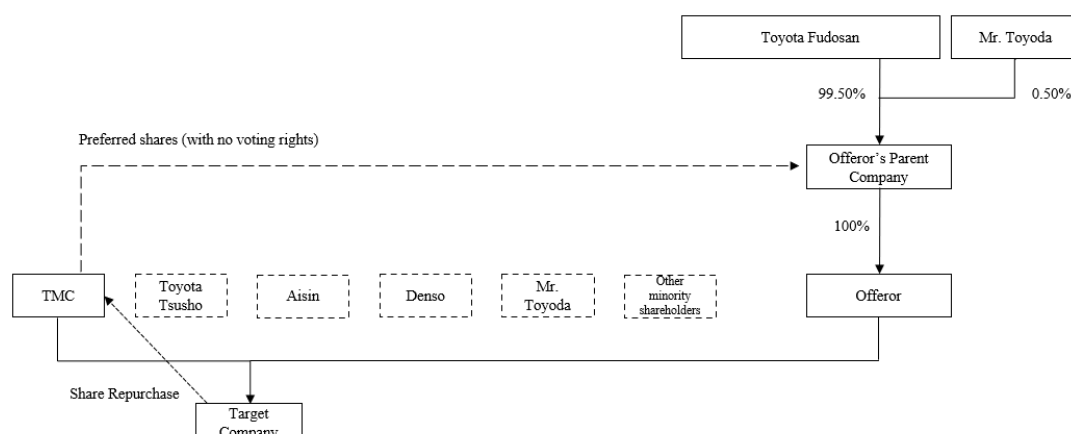 Toyota Fudosan
Mr. Toyoda
99.50%
0.50%
Preferred shares (with no voting rights)
Offeror's Parent
Company
100%
TMC
Toyota
Tsusho
Aisin
Denso
Mr.
Toyoda
Other
minority
shareholders
Offeror
Share Repurchase
Target
Company